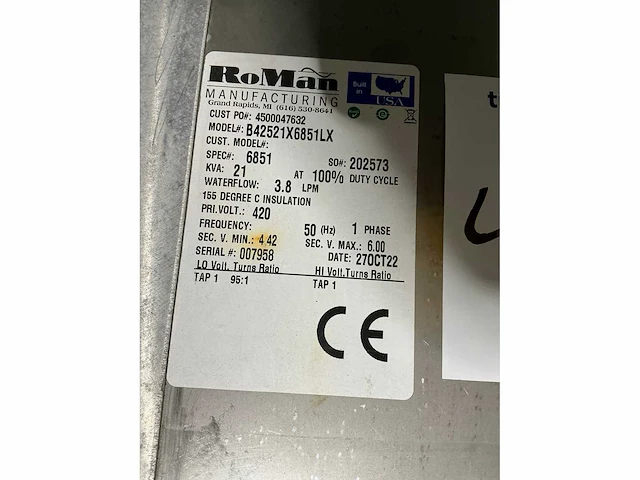 RoMan
MANUFACTURING
Grand Rapids, MI (616) 530-8641
Built in USA
CUST PO#: 4500047632
MODEL#: B42521X6851LX
CUST. MODEL#:
SPEC#: 6851 SO#: 202573
KVA: 21 AT 100% DUTY CYCLE
WATERFLOW: 3.8 LPM
155 DEGREE C INSULATION
PRI.VOLT.: 420
FREQUENCY: 50 (Hz) 1 PHASE
SEC. V. MIN.: 4.42 SEC. V. MAX.: 6.00
SERIAL #: 007958 DATE: 27OCT22
LO Volt. Turns Ratio HI Volt. Turns Ratio
TAP 1 95:1 TAP 1
CE